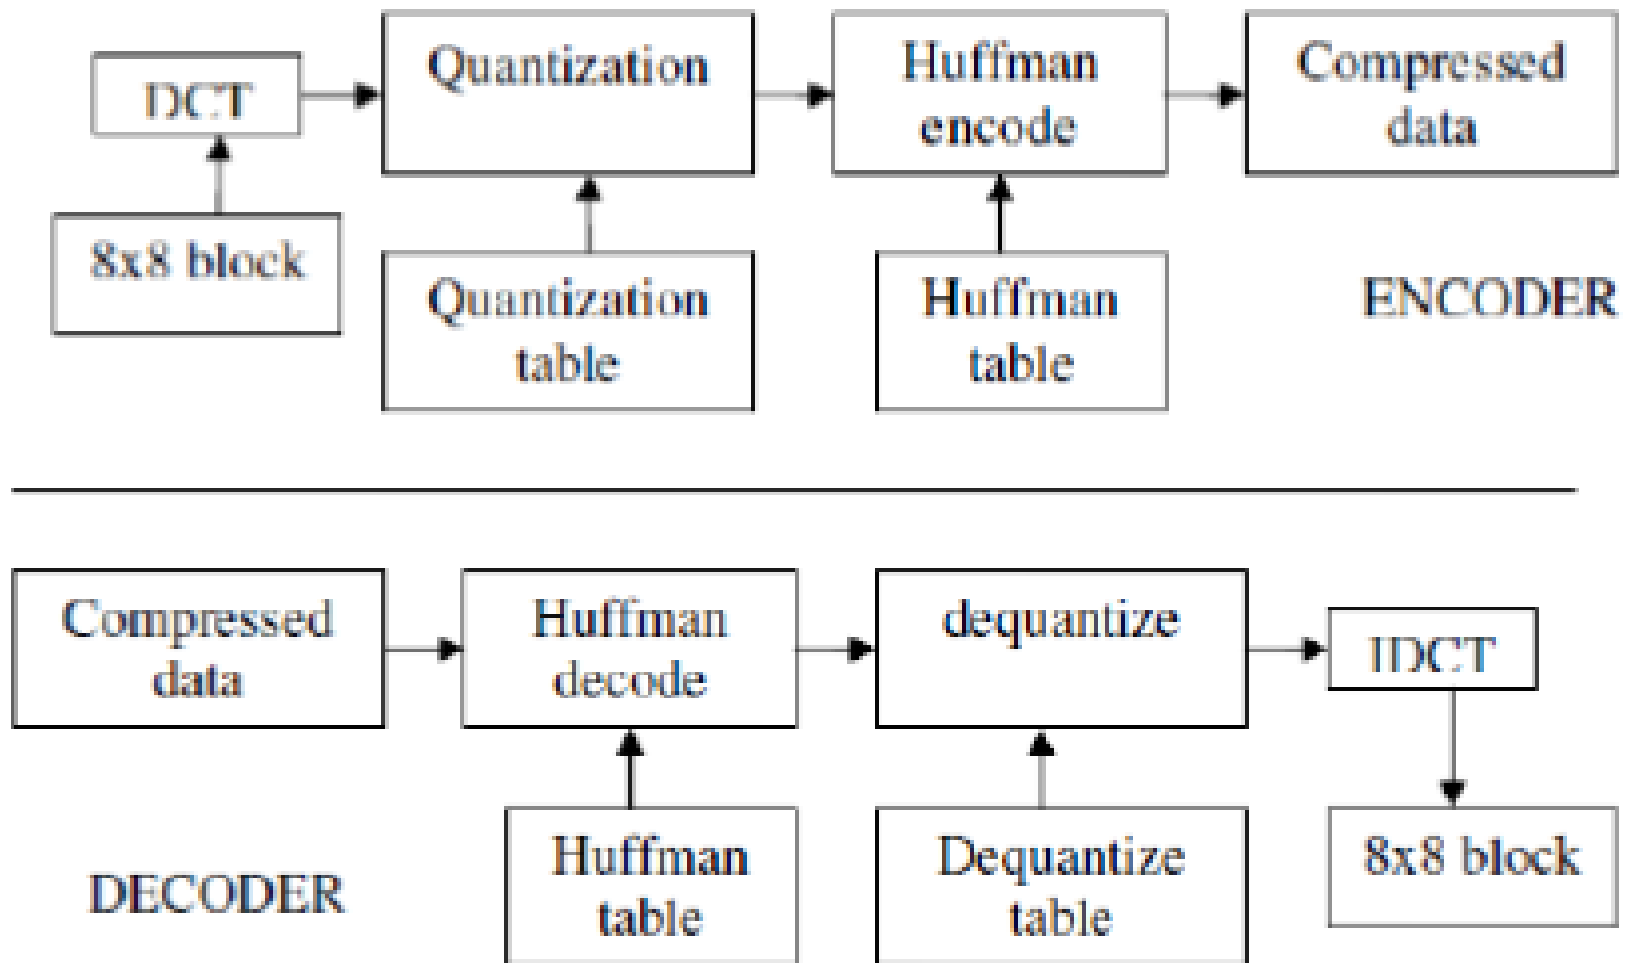 DCT
Quantization
Huffman
encode
Compressed
data
8x8 block
Quantization
table
Huffman
table
ENCODER
Compressed
data
Huffman
decode
dequantize
IDCT
DECODER
Huffman
table
Dequantize
table
8x8 block